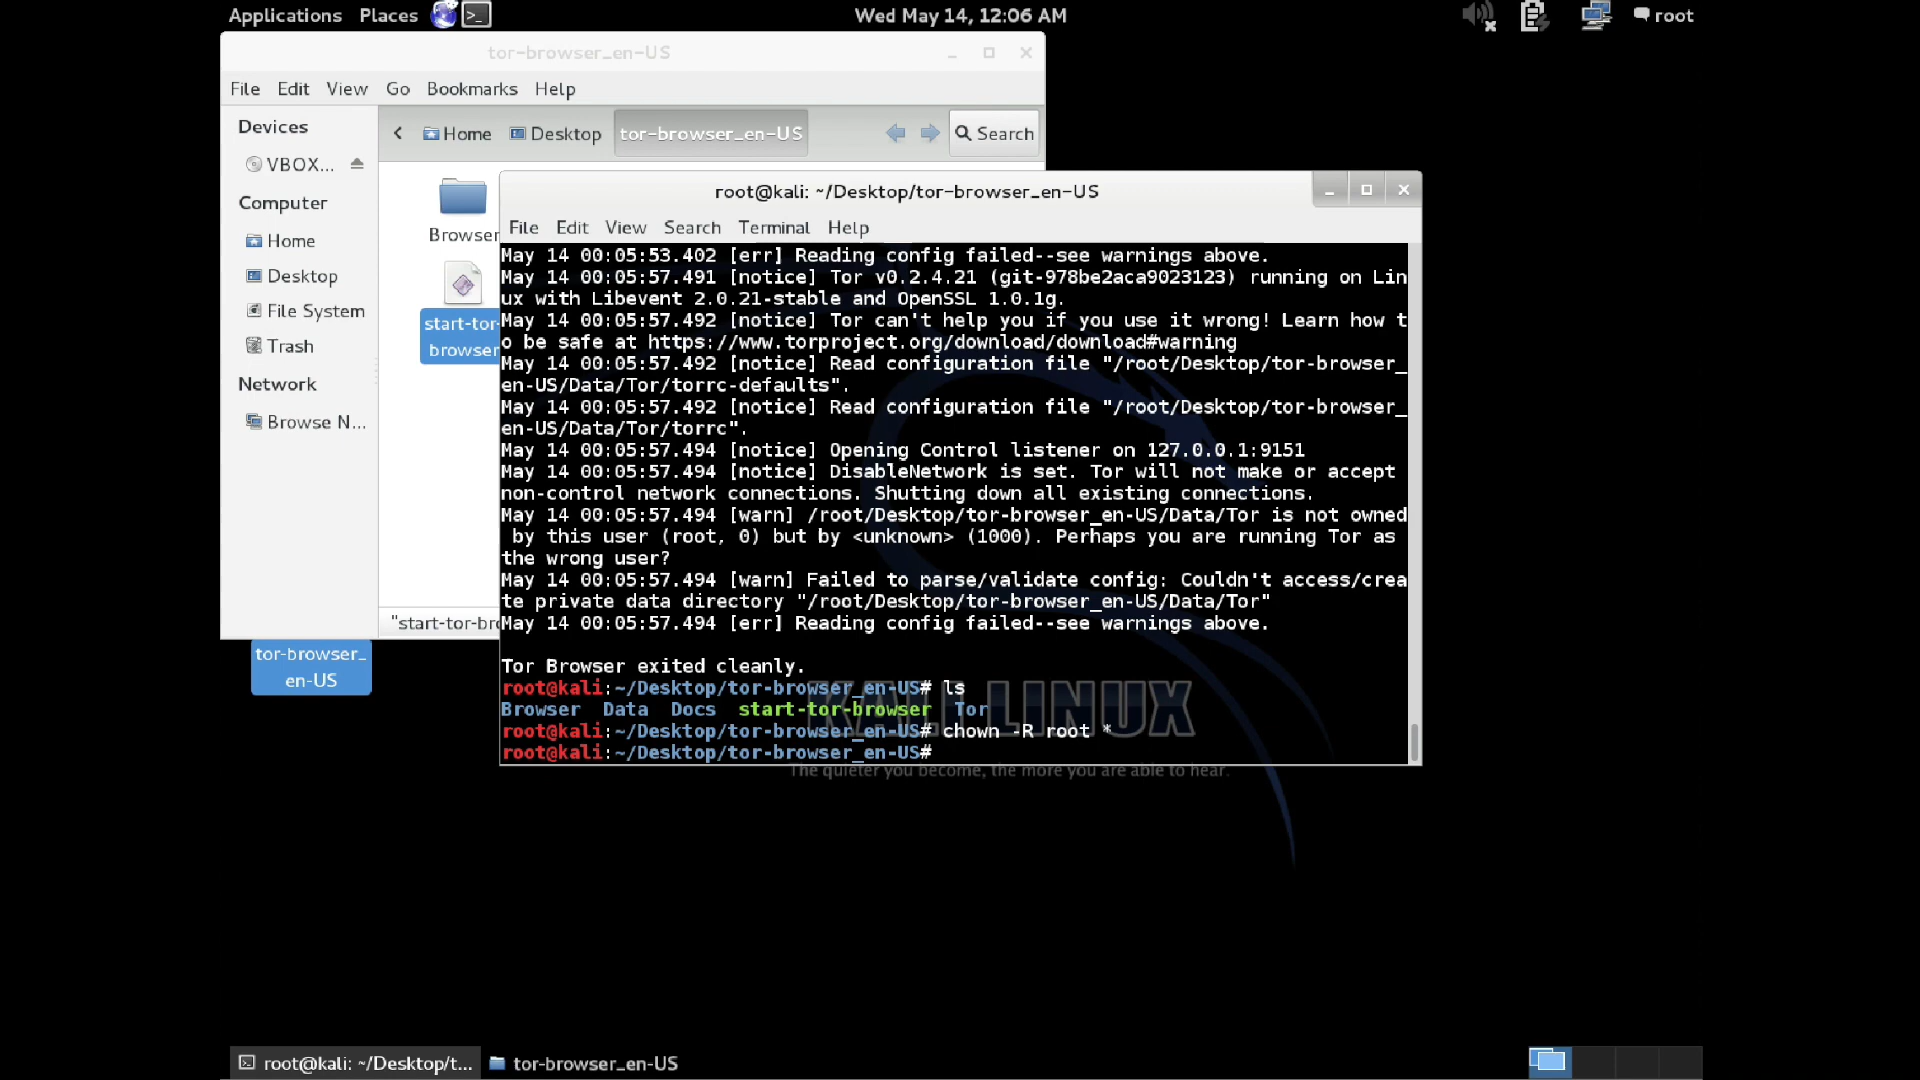 Applications Places
Wed May 14, 12:06 AM
root
tor-browser_en-US
File Edit View Go Bookmarks Help
Devices
VBOX...
Computer
Home
Desktop
File System
Trash
Network
Browse N...
Home Desktop tor-browser_en-US Search
Browser
start-tor-
browser
"start-tor-bro
tor-browser_
en-US
root@kali: ~/Desktop/tor-browser_en-US
File Edit View Search Terminal Help
May 14 00:05:53.402 [err] Reading config failed--see warnings above.
May 14 00:05:57.491 [notice] Tor v0.2.4.21 (git-978be2aca9023123) running on Lin
ux with Libevent 2.0.21-stable and OpenSSL 1.0.1g.
May 14 00:05:57.492 [notice] Tor can't help you if you use it wrong! Learn how t
o be safe at https://www.torproject.org/download/download#warning
May 14 00:05:57.492 [notice] Read configuration file "/root/Desktop/tor-browser_
en-US/Data/Tor/torrc-defaults".
May 14 00:05:57.492 [notice] Read configuration file "/root/Desktop/tor-browser_
en-US/Data/Tor/torrc".
May 14 00:05:57.494 [notice] Opening Control listener on 127.0.0.1:9151
May 14 00:05:57.494 [notice] DisableNetwork is set. Tor will not make or accept
non-control network connections. Shutting down all existing connections.
May 14 00:05:57.494 [warn] /root/Desktop/tor-browser_en-US/Data/Tor is not owned
by this user (root, 0) but by <unknown> (1000). Perhaps you are running Tor as
the wrong user?
May 14 00:05:57.494 [warn] Failed to parse/validate config: Couldn't access/crea
te private data directory "/root/Desktop/tor-browser_en-US/Data/Tor"
May 14 00:05:57.494 [err] Reading config failed--see warnings above.
Tor Browser exited cleanly.
root@kali:~/Desktop/tor-browser_en-US# ls
Browser Data Docs start-tor-browser Tor
root@kali:~/Desktop/tor-browser_en-US# chown -R root *
root@kali:~/Desktop/tor-browser_en-US#
KALI LINUX
The quieter you become, the more you are able to hear.
root@kali: ~/Desktop/t...
tor-browser_en-US